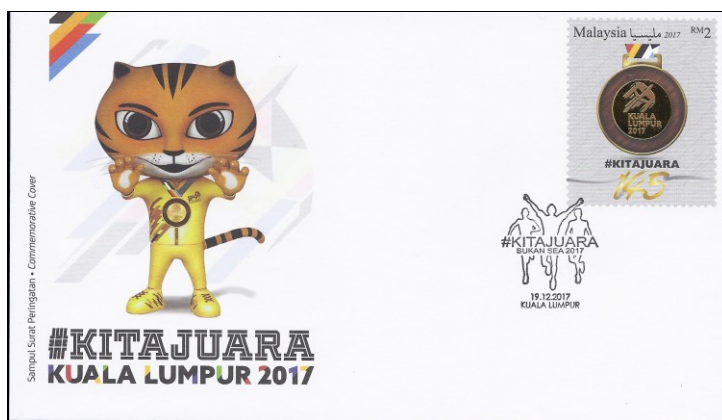 Sampul Surat Peringatan • Commemorative Cover
#KITAJUARA
KUALA LUMPUR 2017
Malaysia مليسيا 2017 RM2
KUALA
LUMPUR
2017
#KITAJUARA
145
#KITAJUARA
SUKAN SEA 2017
19.12.2017
KUALA LUMPUR